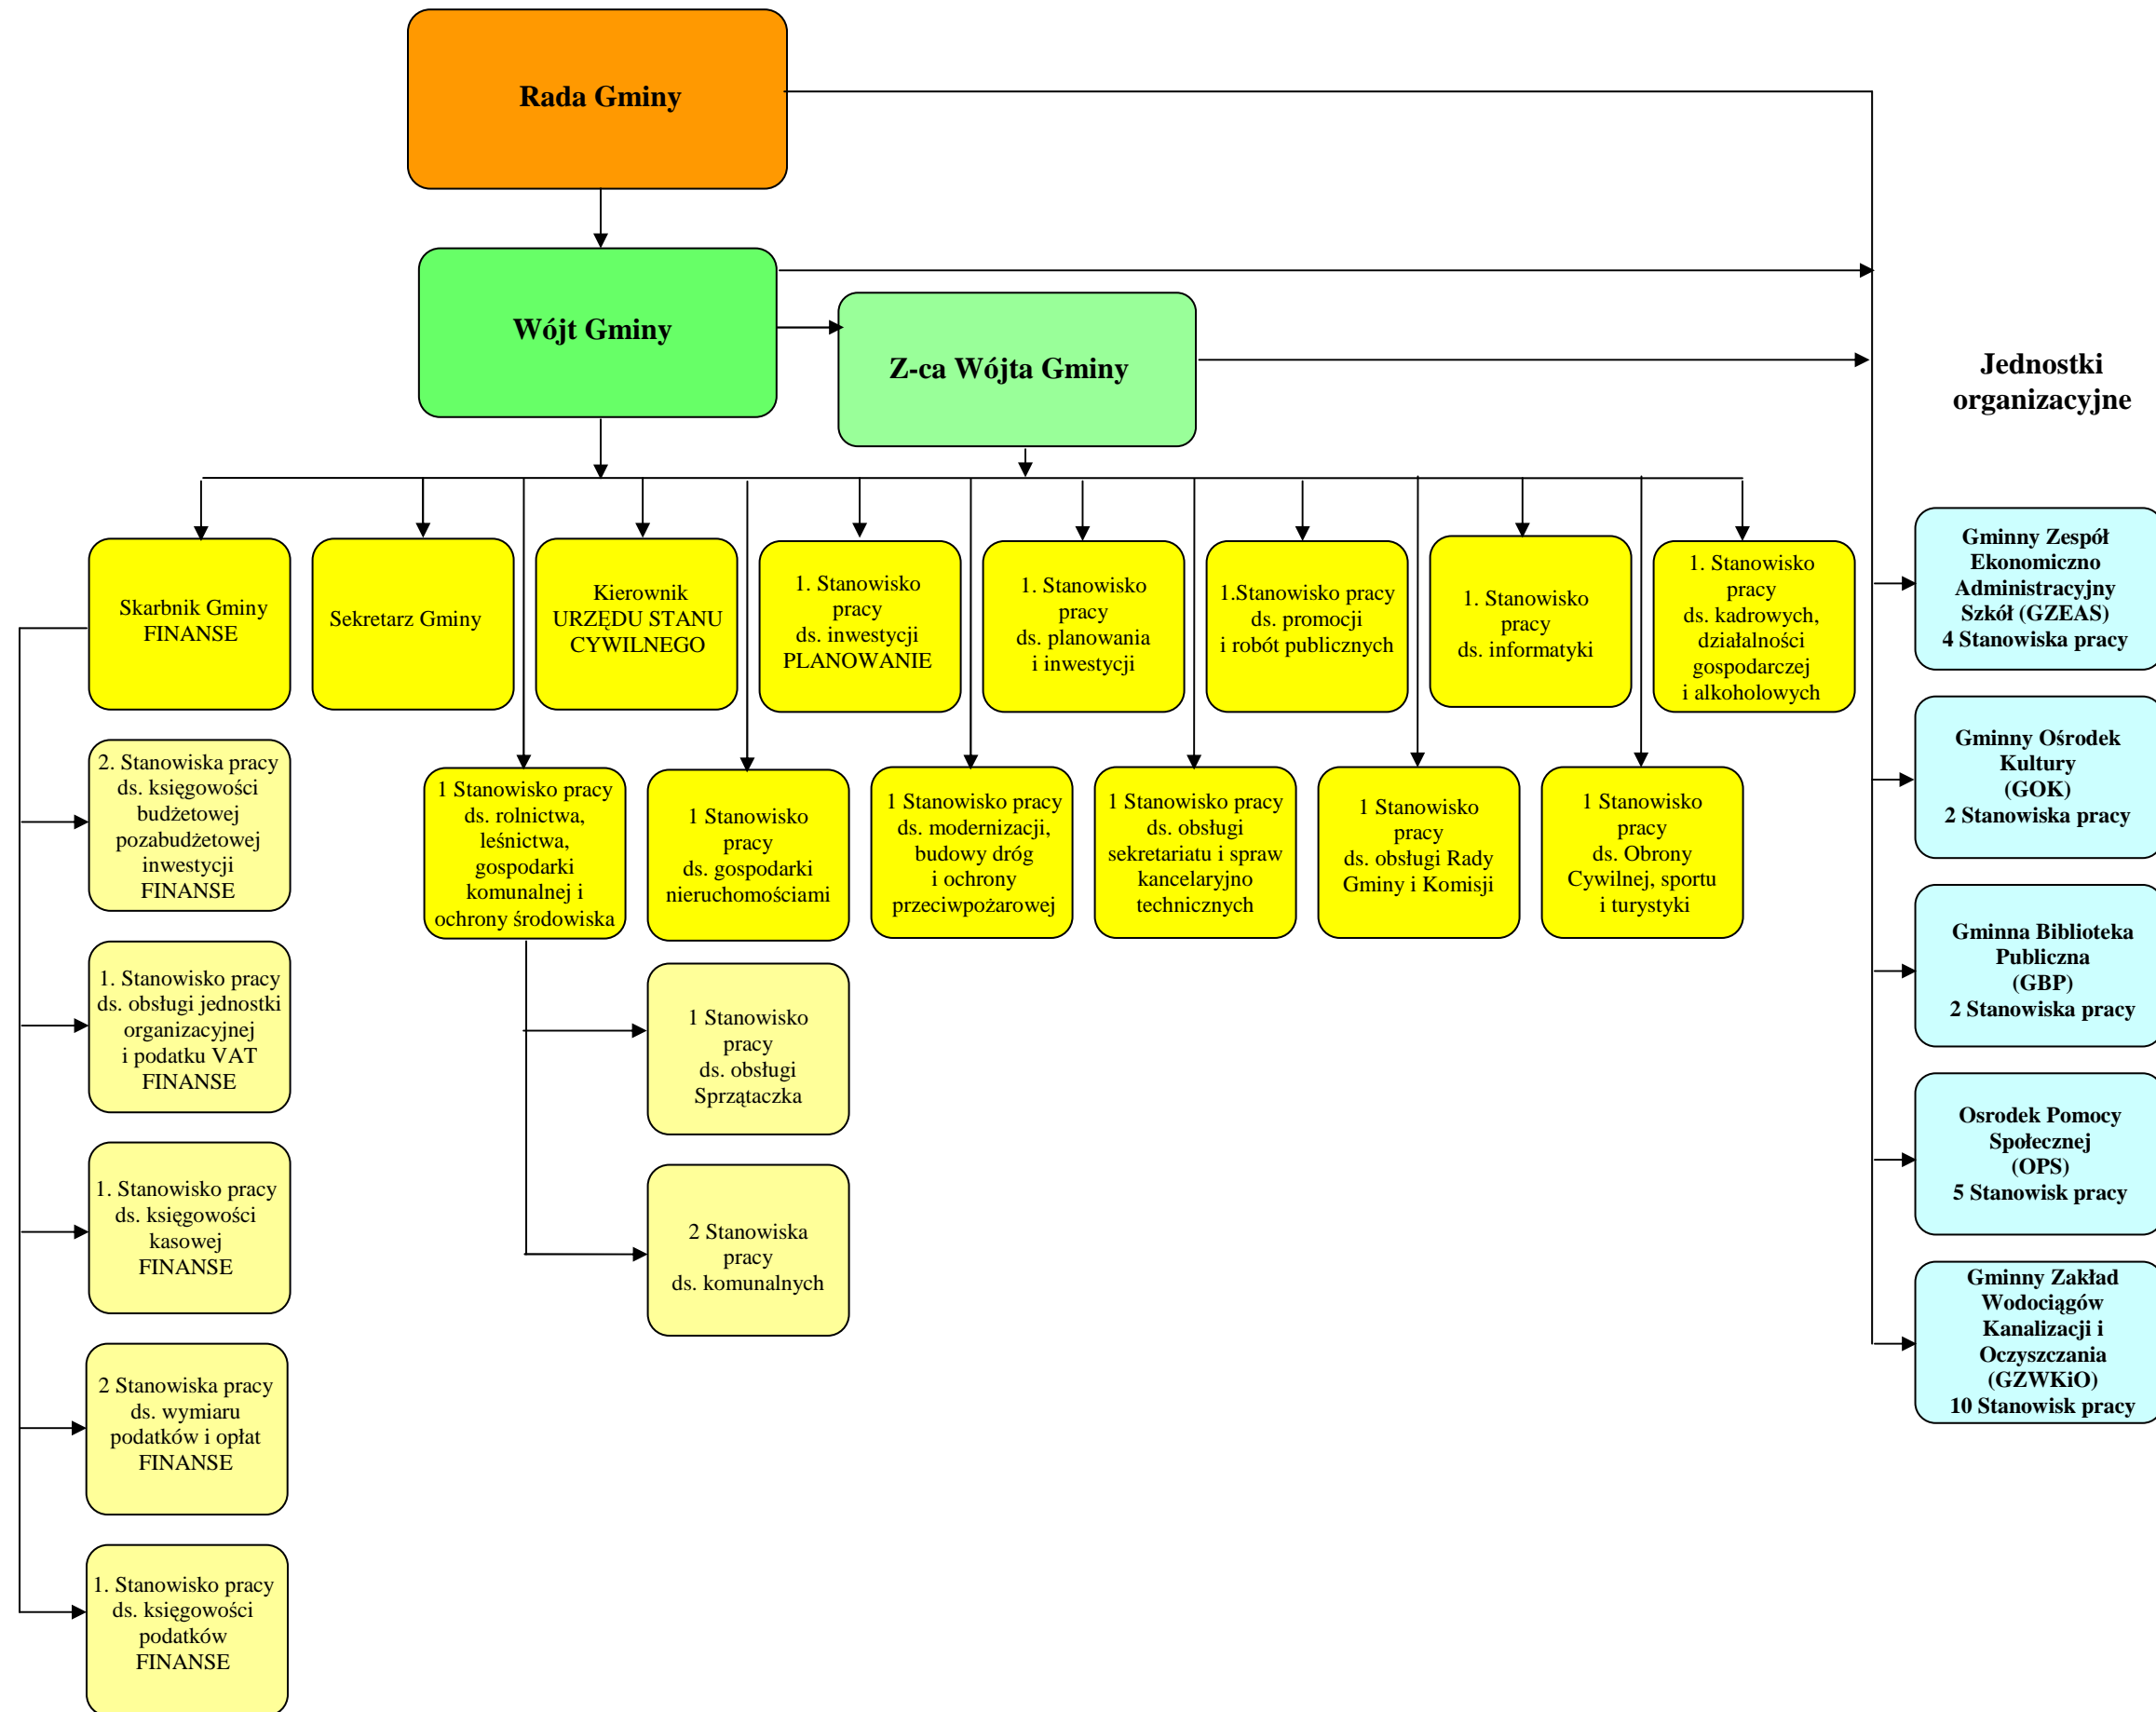 Rada Gminy
Wójt Gminy
Z-ca Wójta Gminy
Jednostki
organizacyjne
Skarbnik Gminy
FINANSE
Sekretarz Gminy
Kierownik
URZĘDU STANU
CYWILNEGO
1. Stanowisko
pracy
ds. inwestycji
PLANOWANIE
1. Stanowisko
pracy
ds. planowania
i inwestycji
1.Stanowisko pracy
ds. promocji
i robót publicznych
1. Stanowisko
pracy
ds. informatyki
1. Stanowisko
pracy
ds. kadrowych,
działalności
gospodarczej
i alkoholowych
2. Stanowiska pracy
ds. księgowości
budżetowej
pozabudżetowej
inwestycji
FINANSE
1. Stanowisko pracy
ds. obsługi jednostki
organizacyjnej
i podatku VAT
FINANSE
1. Stanowisko pracy
ds. księgowości
kasowej
FINANSE
2 Stanowiska pracy
ds. wymiaru
podatków i opłat
FINANSE
1. Stanowisko pracy
ds. księgowości
podatków
FINANSE
1 Stanowisko pracy
ds. rolnictwa,
leśnictwa,
gospodarki
komunalnej i
ochrony środowiska
1 Stanowisko
pracy
ds. gospodarki
nieruchomościami
1 Stanowisko pracy
ds. modernizacji,
budowy dróg
i ochrony
przeciwpożarowej
1 Stanowisko pracy
ds. obsługi
sekretariatu i spraw
kancelaryjno
technicznych
1 Stanowisko
pracy
ds. obsługi Rady
Gminy i Komisji
1 Stanowisko
pracy
ds. Obrony
Cywilnej, sportu
i turystyki
1 Stanowisko
pracy
ds. obsługi
Sprzątaczka
2 Stanowiska
pracy
ds. komunalnych
Gminny Zespół
Ekonomiczno
Administracyjny
Szkół (GZEAS)
4 Stanowiska pracy
Gminny Ośrodek
Kultury
(GOK)
2 Stanowiska pracy
Gminna Biblioteka
Publiczna
(GBP)
2 Stanowiska pracy
Osrodek Pomocy
Społecznej
(OPS)
5 Stanowisk pracy
Gminny Zakład
Wodociągów
Kanalizacji i
Oczyszczania
(GZWKiO)
10 Stanowisk pracy